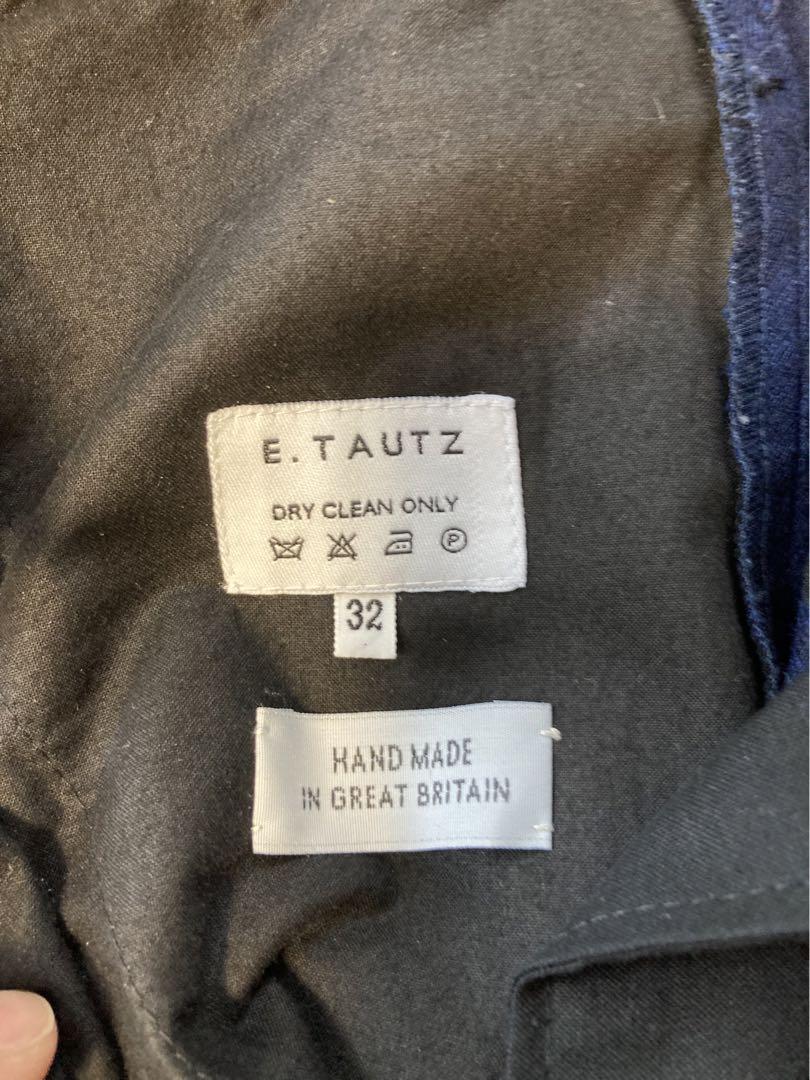 E. TAUTZ
DRY CLEAN ONLY
P
32
HAND MADE
IN GREAT BRITAIN